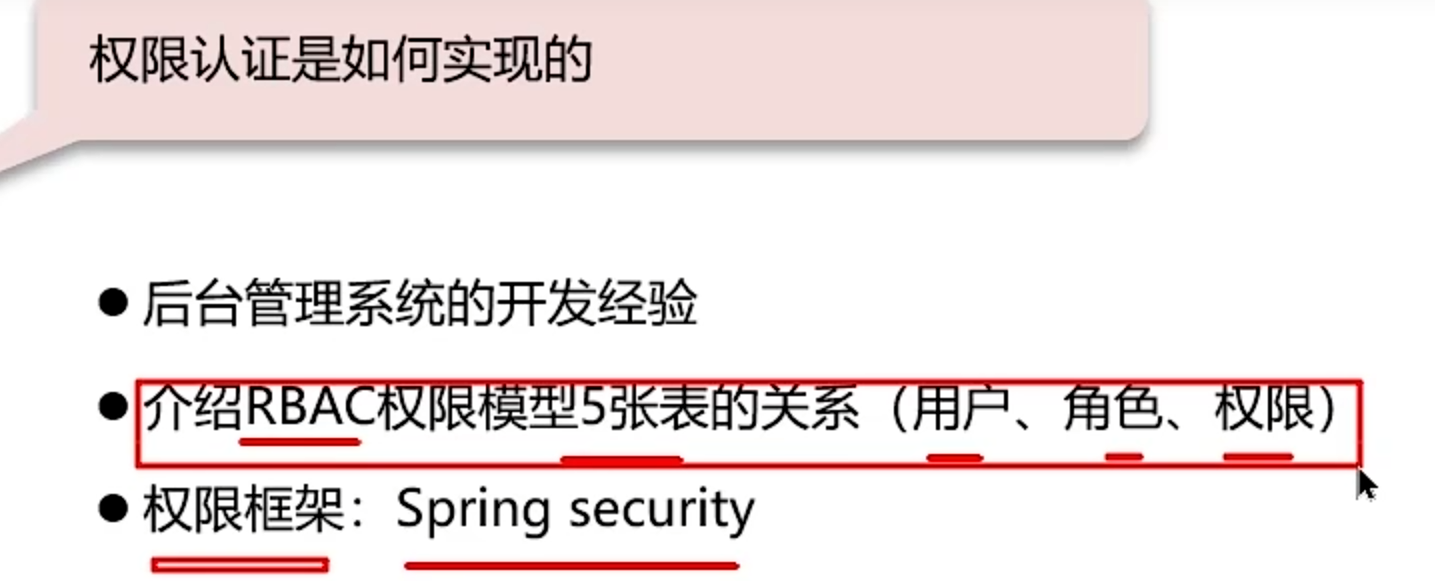 权限认证是如何实现的
● 后台管理系统的开发经验
● 介绍RBAC权限模型5张表的关系（用户、角色、权限）
● 权限框架：Spring security